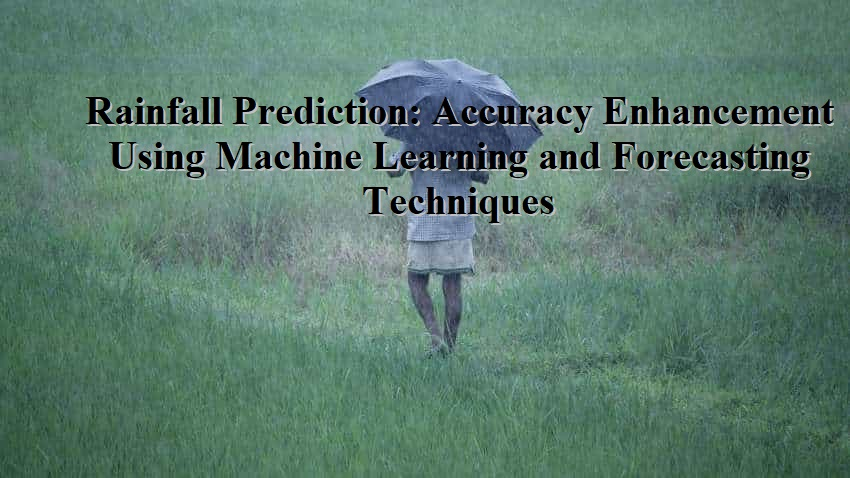 Rainfall Prediction: Accuracy Enhancement
Using Machine Learning and Forecasting
Techniques